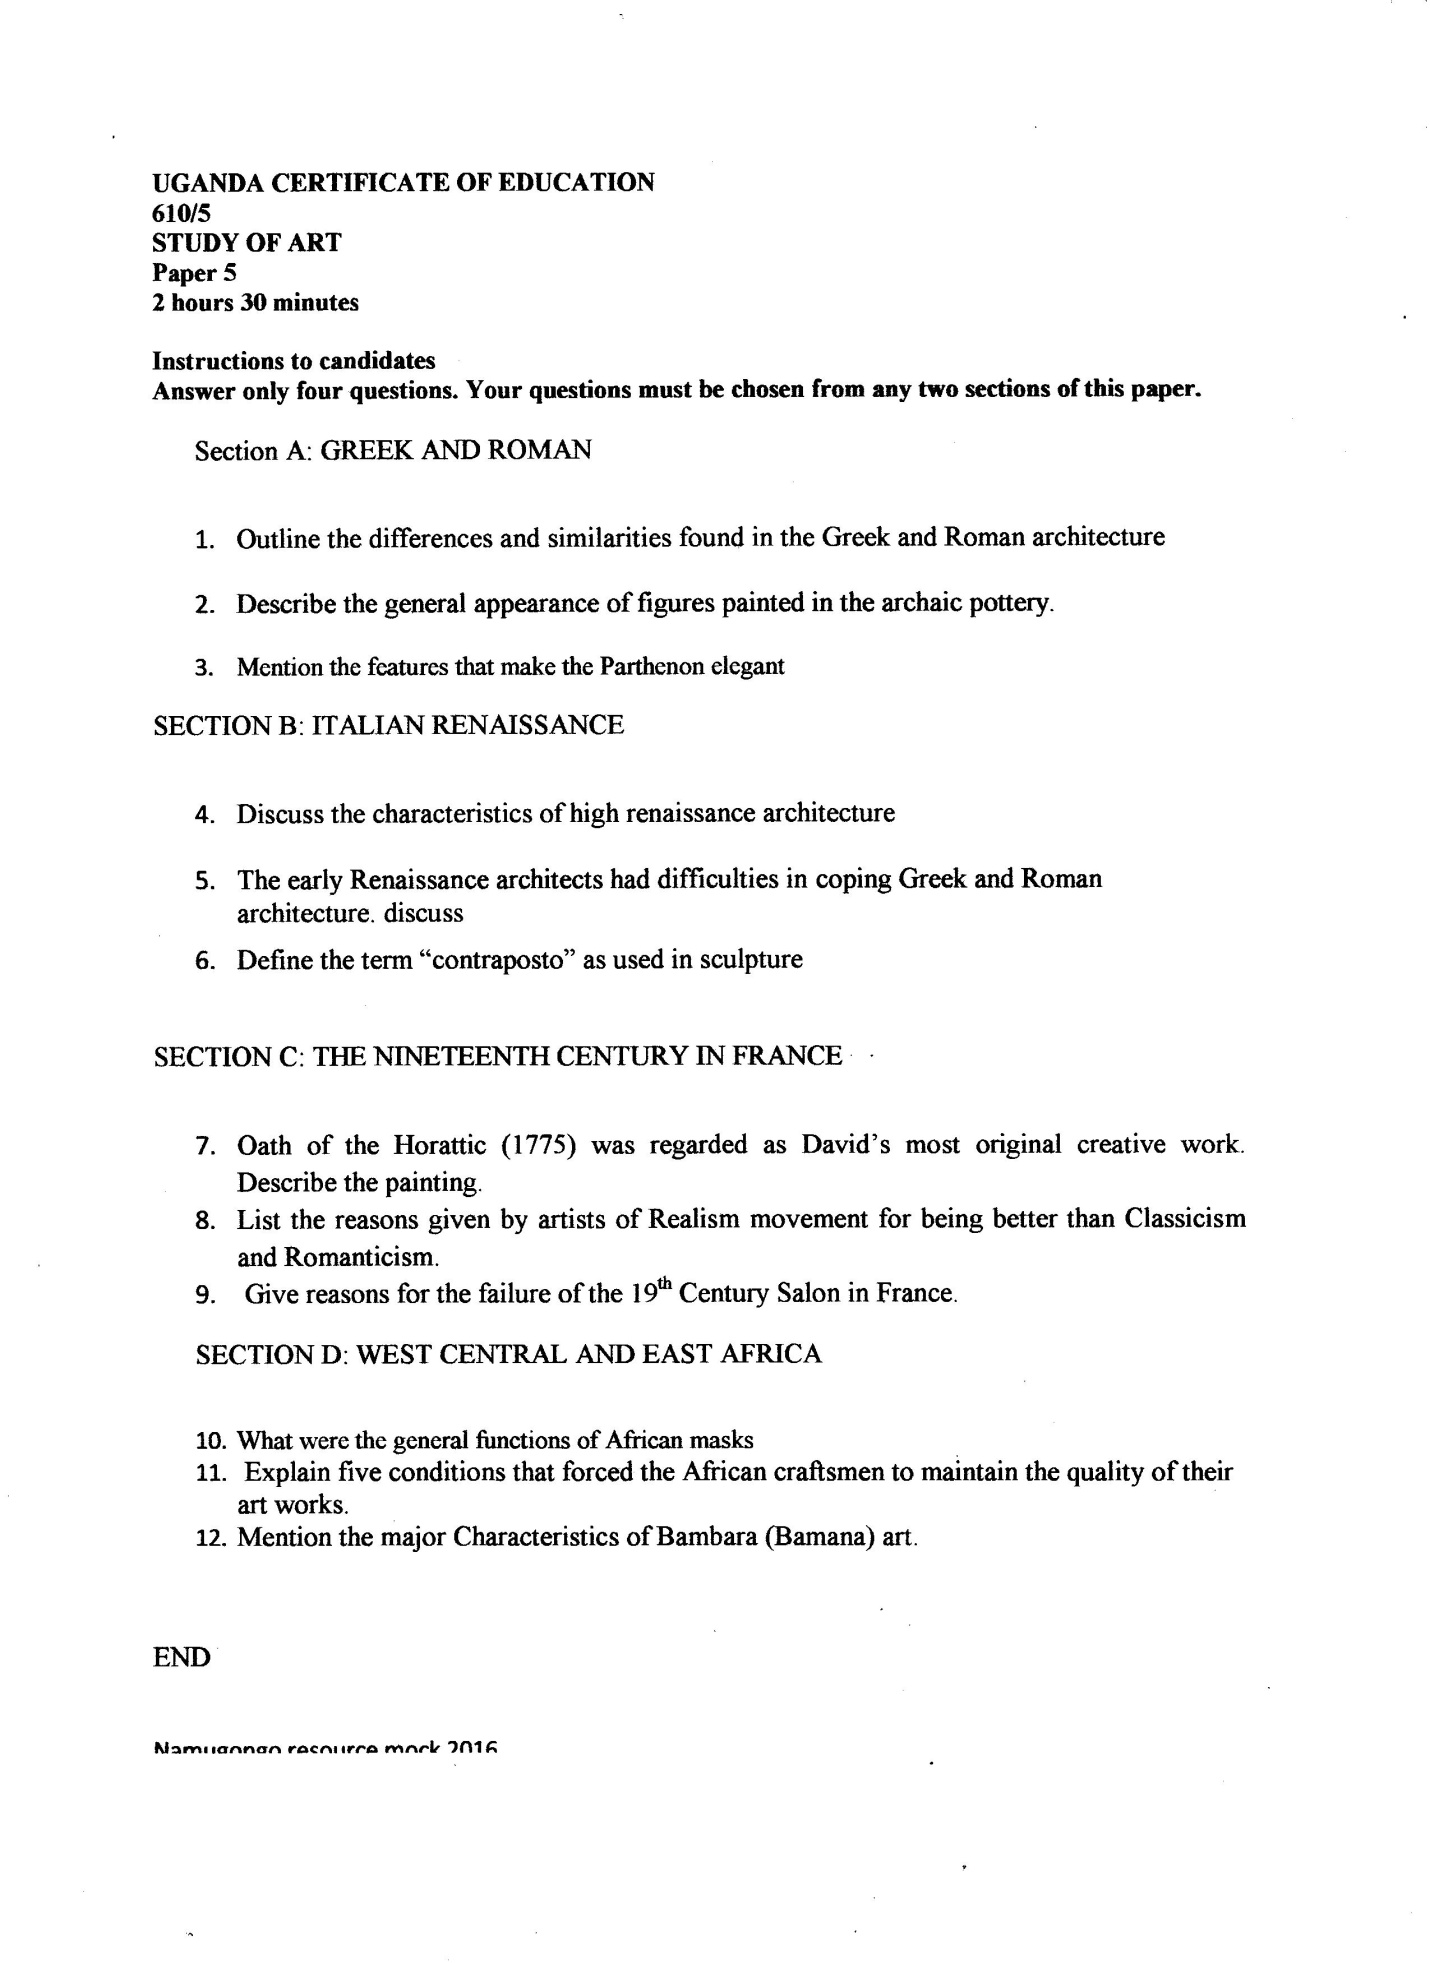 UGANDA CERTIFICATE OF EDUCATION
610/5
STUDY OF ART
Paper 5
2 hours 30 minutes
Instructions to candidates
Answer only four questions. Your questions must be chosen from any two sections of this paper.
Section A: GREEK AND ROMAN
1. Outline the differences and similarities found in the Greek and Roman architecture
2. Describe the general appearance of figures painted in the archaic pottery.
3. Mention the features that make the Parthenon elegant
SECTION B: ITALIAN RENAISSANCE
4. Discuss the characteristics of high renaissance architecture
5. The early Renaissance architects had difficulties in coping Greek and Roman
architecture. discuss
6. Define the term “contraposto” as used in sculpture
SECTION C: THE NINETEENTH CENTURY IN FRANCE
7. Oath of the Horattic (1775) was regarded as David’s most original creative work.
Describe the painting.
8. List the reasons given by artists of Realism movement for being better than Classicism
and Romanticism.
9. Give reasons for the failure of the 19th Century Salon in France.
SECTION D: WEST CENTRAL AND EAST AFRICA
10. What were the general functions of African masks
11. Explain five conditions that forced the African craftsmen to maintain the quality of their
art works.
12. Mention the major Characteristics of Bambara (Bamana) art.
END
Namugongo resource mock 2016